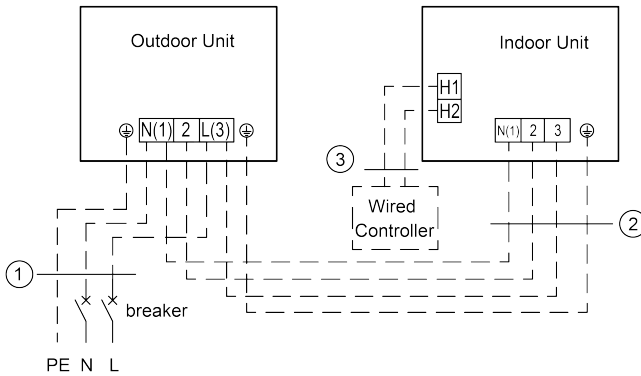 Outdoor Unit
Indoor Unit
H1
H2
N(1) 2 L(3)
N(1) 2 3
3
Wired
Controller
2
1
breaker
PE N L